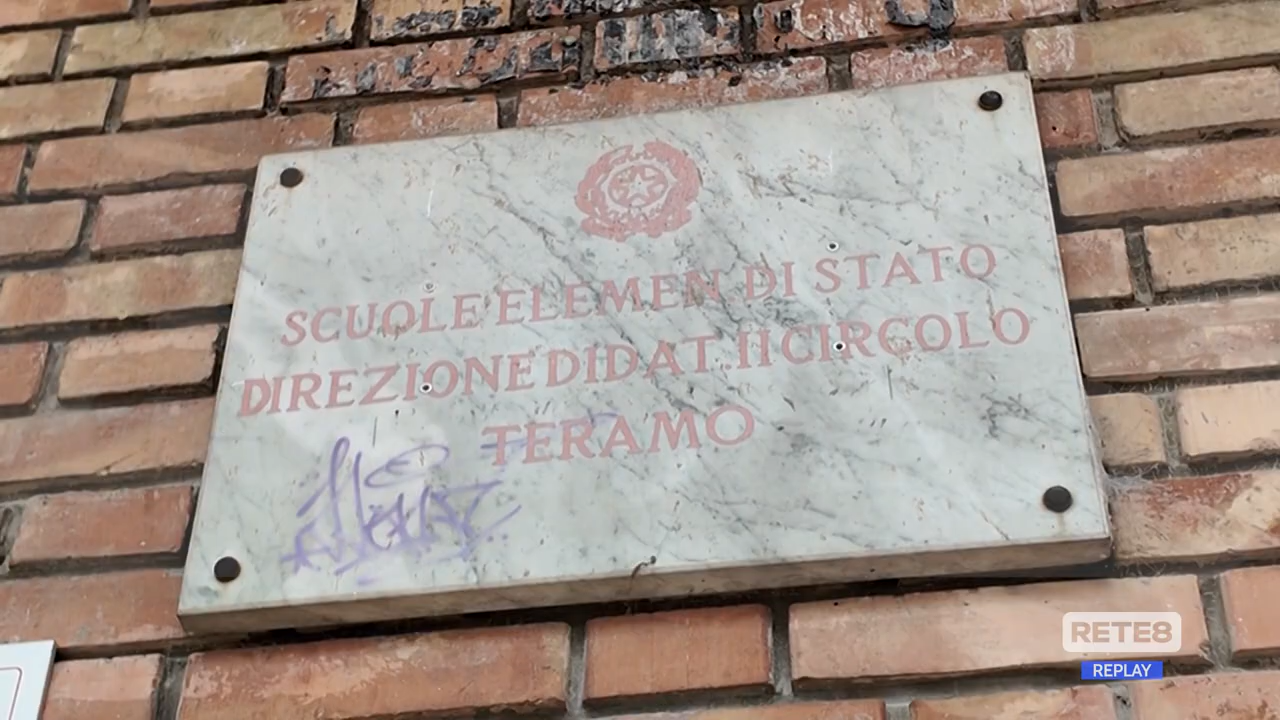 SCUOLE ELEMEN. DI STATO
DIREZIONE DIDAT. II CIRCOLO
TERAMO
RETE8
REPLAY